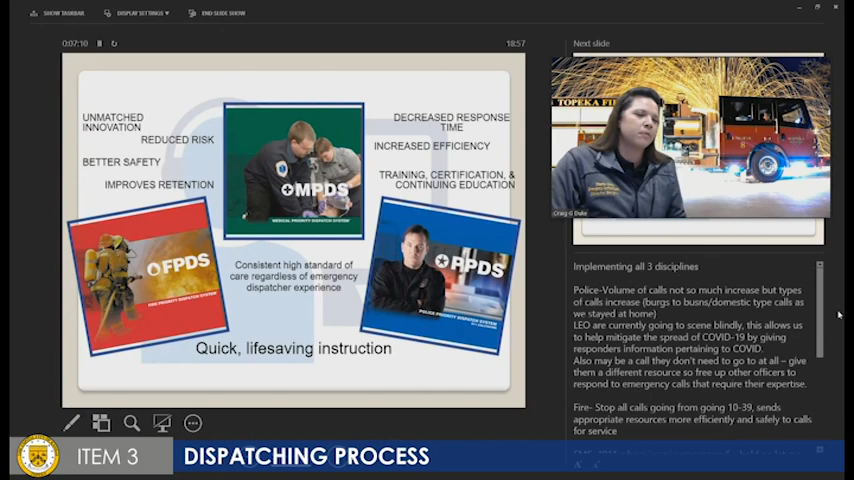 SHOW TASKBAR
DISPLAY SETTINGS ▾
END SLIDE SHOW
0:07:10
18:57
Next slide
UNMATCHED
INNOVATION
REDUCED RISK
BETTER SAFETY
IMPROVES RETENTION
DECREASED RESPONSE
TIME
INCREASED EFFICIENCY
TRAINING, CERTIFICATION, &
CONTINUING EDUCATION
MPDS
MEDICAL PRIORITY DISPATCH SYSTEM
FPDS
FIRE PRIORITY DISPATCH SYSTEM
PPDS
POLICE PRIORITY DISPATCH SYSTEM
Consistent high standard of
care regardless of emergency
dispatcher experience
Quick, lifesaving instruction
TOPEKA FI
Craig G Duke
Implementing all 3 disciplines
Police-Volume of calls not so much increase but types
of calls increase (burgs to busns/domestic type calls as
we stayed at home)
LEO are currently going to scene blindly, this allows us
to help mitigate the spread of COVID-19 by giving
responders information pertaining to COVID.
Also may be a call they don't need to go to at all – give
them a different resource so free up other officers to
respond to emergency calls that require their expertise.
Fire- Stop all calls going from going 10-39, sends
appropriate resources more efficiently and safely to calls
for service
ITEM 3
DISPATCHING PROCESS